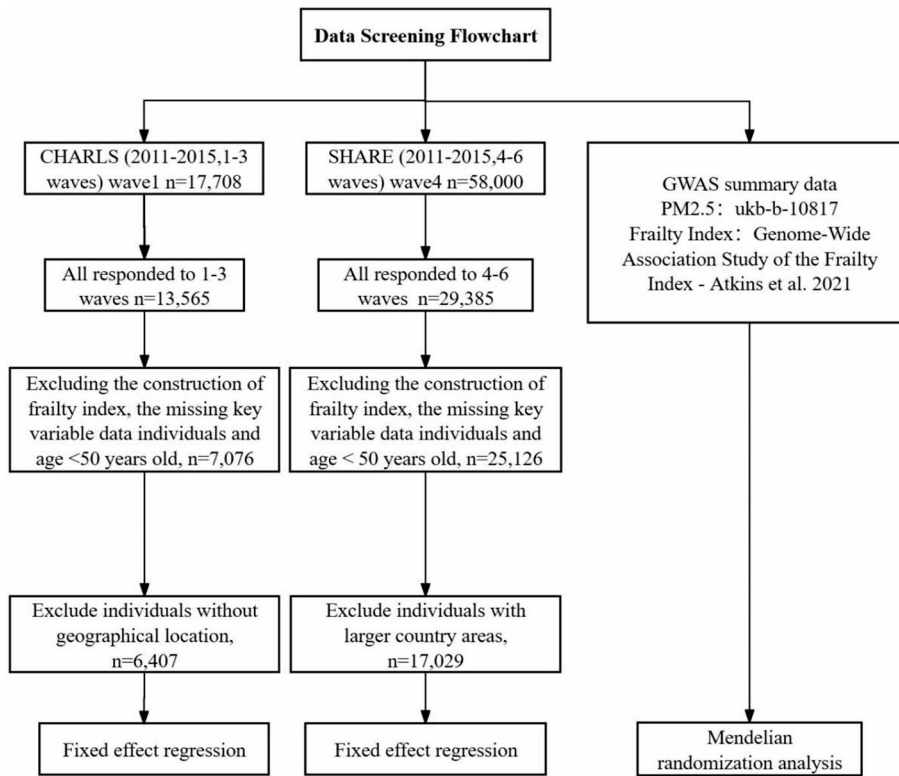 Data Screening Flowchart
CHARLS (2011-2015,1-3
waves) wave1 n=17,708
All responded to 1-3
waves n=13,565
Excluding the construction of
frailty index, the missing key
variable data individuals and
age <50 years old, n=7,076
Exclude individuals without
geographical location,
n=6,407
Fixed effect regression
SHARE (2011-2015,4-6
waves) wave4 n=58,000
All responded to 4-6
waves n=29,385
Excluding the construction of
frailty index, the missing key
variable data individuals and
age < 50 years old, n=25,126
Exclude individuals with
larger country areas,
n=17,029
Fixed effect regression
GWAS summary data
PM2.5：ukb-b-10817
Frailty Index：Genome-Wide
Association Study of the Frailty
Index - Atkins et al. 2021
Mendelian
randomization analysis